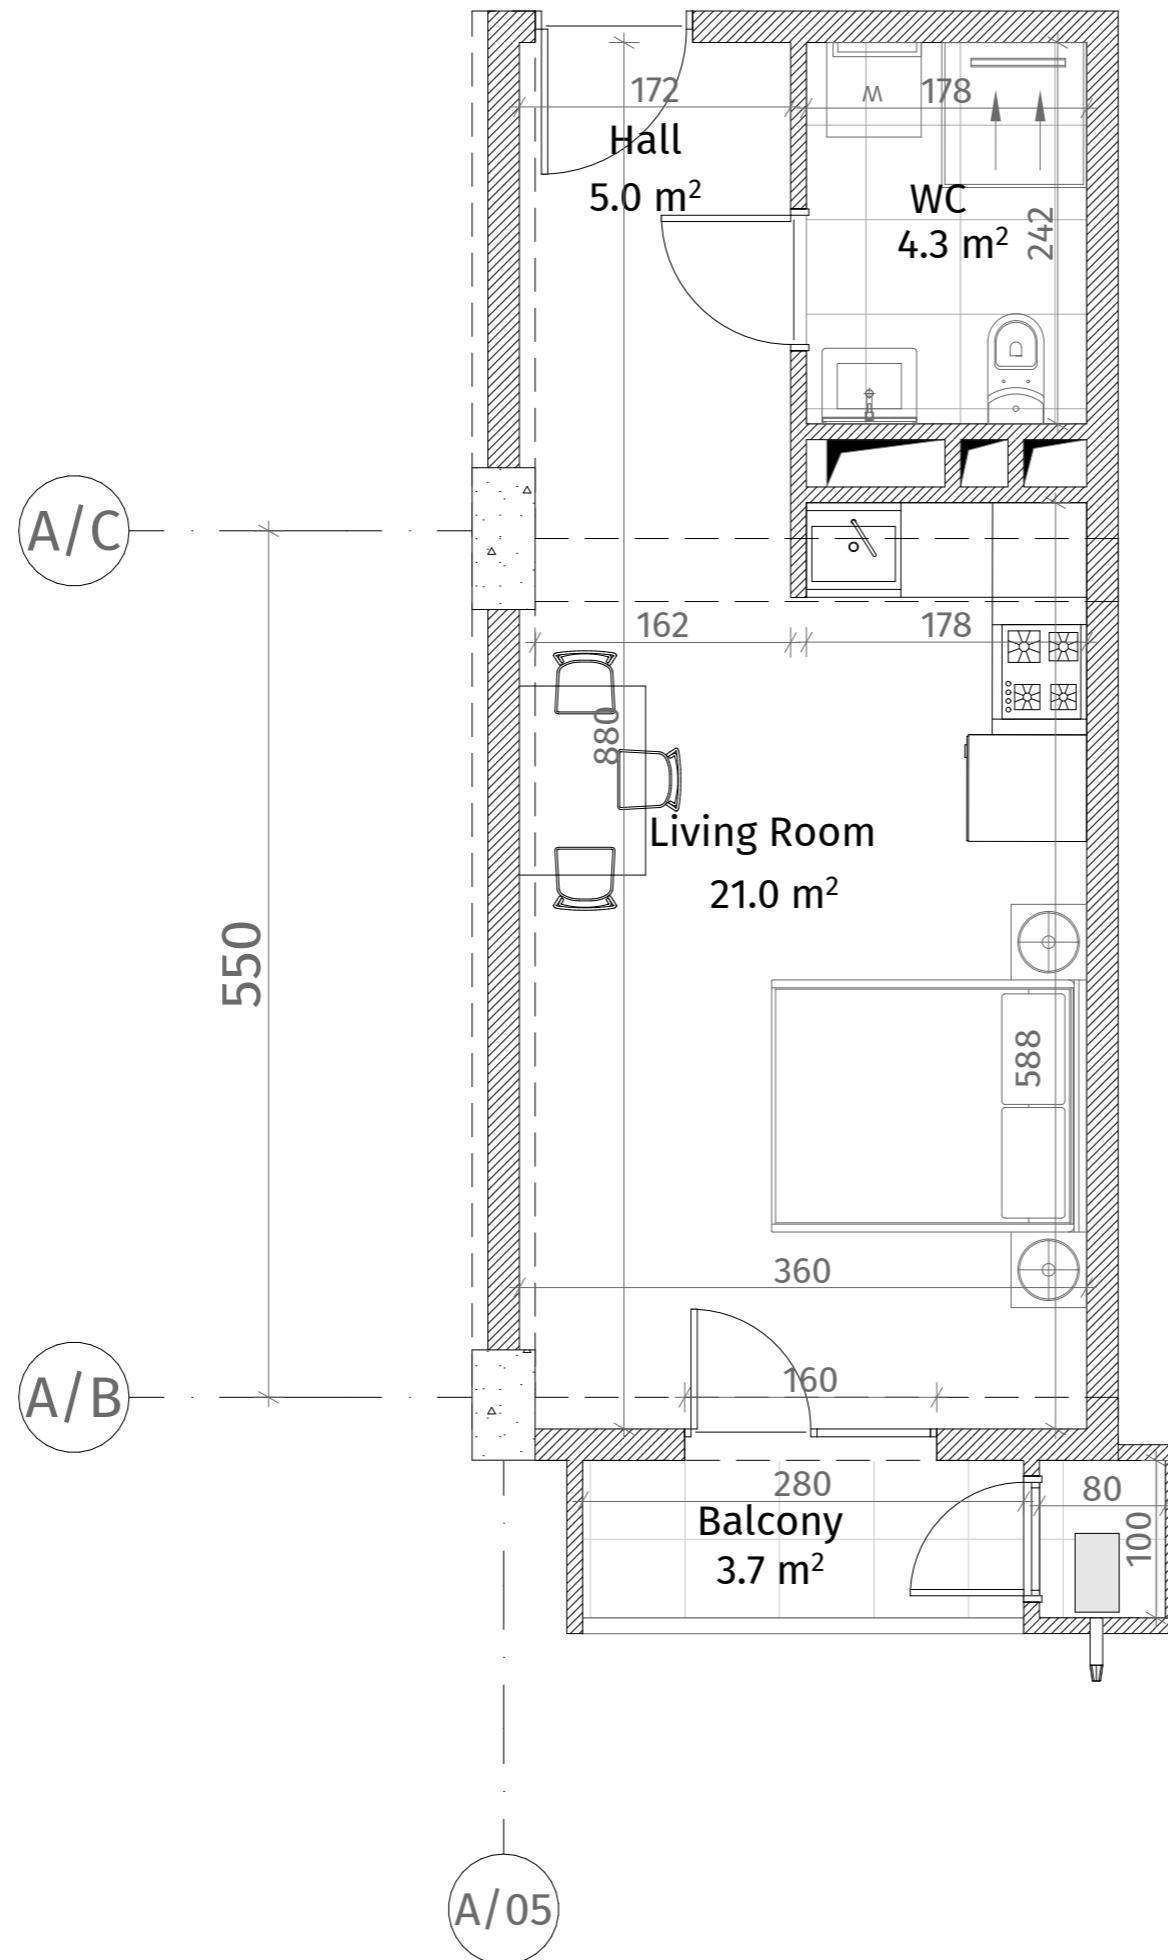 172
178
Hall
5.0 m²
W
WC
4.3 m²
242
A/C
162
178
880
Living Room
21.0 m²
550
588
360
A/B
160
280
80
Balcony
3.7 m²
100
A/05